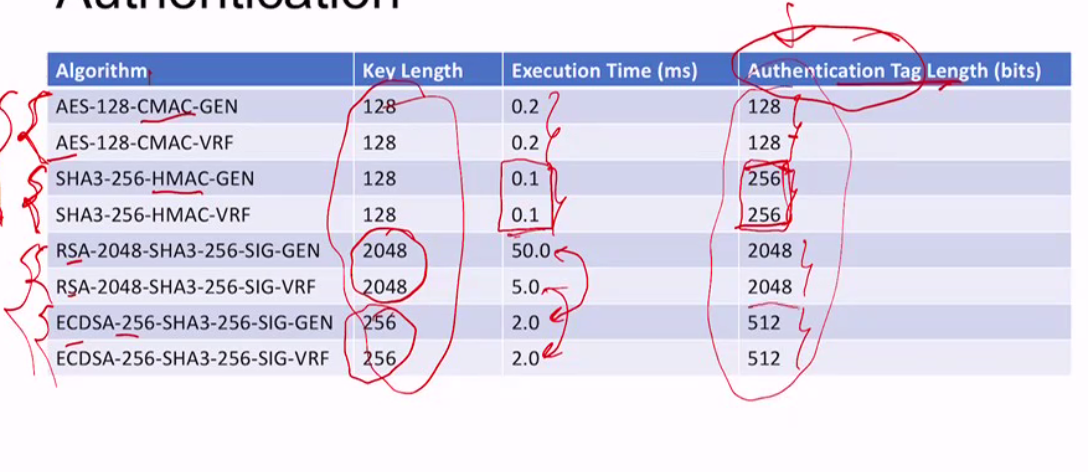 Authentication
Algorithm Key Length Execution Time (ms) Authentication Tag Length (bits)
AES-128-CMAC-GEN 128 0.2 128
AES-128-CMAC-VRF 128 0.2 128
SHA3-256-HMAC-GEN 128 0.1 256
SHA3-256-HMAC-VRF 128 0.1 256
RSA-2048-SHA3-256-SIG-GEN 2048 50.0 2048
RSA-2048-SHA3-256-SIG-VRF 2048 5.0 2048
ECDSA-256-SHA3-256-SIG-GEN 256 2.0 512
ECDSA-256-SHA3-256-SIG-VRF 256 2.0 512